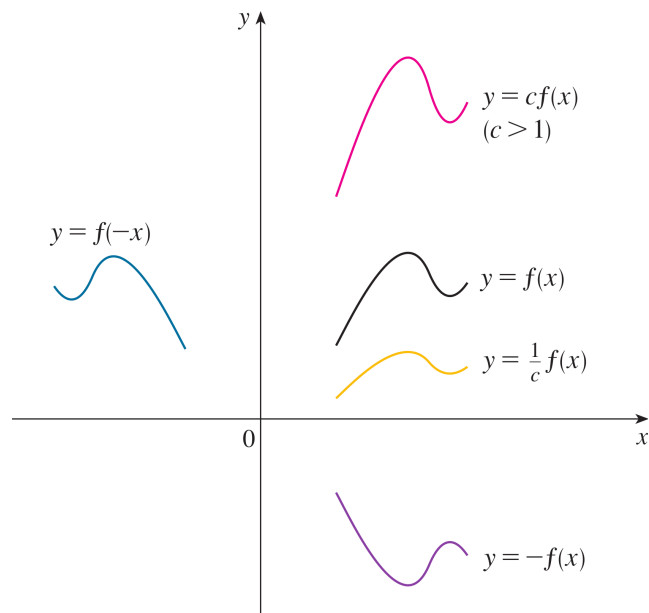 y
y = cf(x)
(c > 1)
y = f(−x)
y = f(x)
y = 1/c f(x)
0
x
y = −f(x)